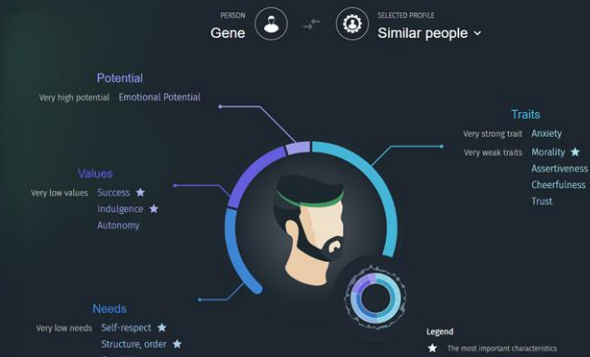 PERSON
Gene
SELECTED PROFILE
Similar people
Potential
Very high potential Emotional Potential
Traits
Very strong trait Anxiety
Very weak traits Morality
Assertiveness
Cheerfulness
Trust
Values
Very low values Success
Indulgence
Autonomy
Needs
Very low needs Self-respect
Structure, order
Legend
The most important characteristics